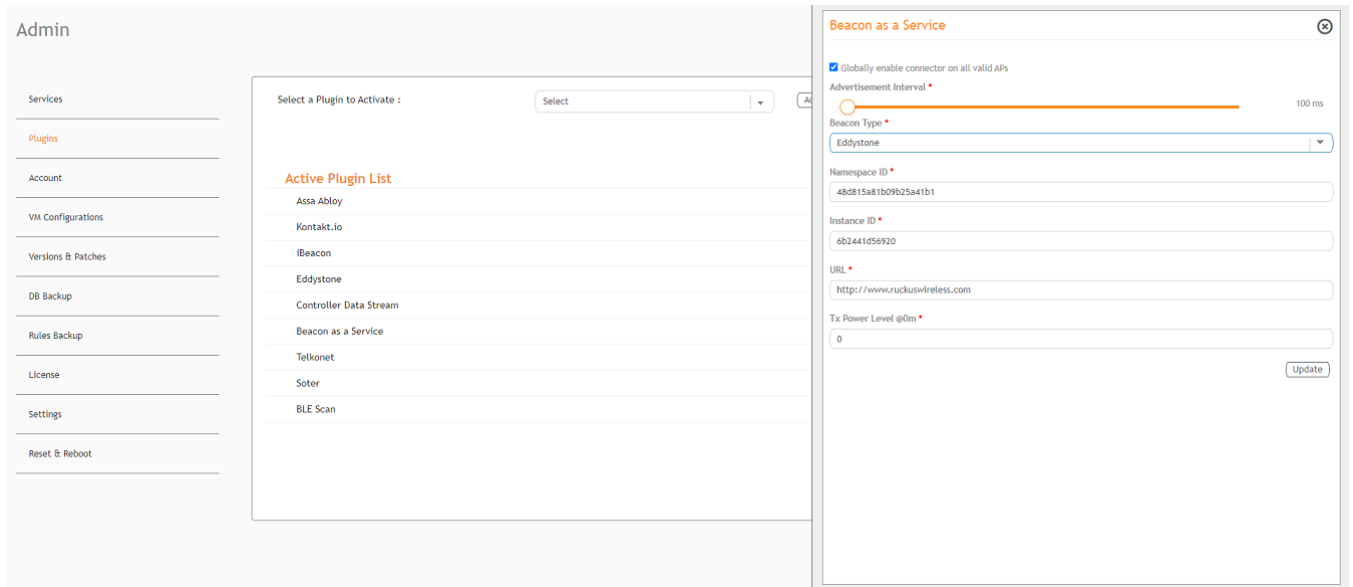 Admin
Services
Plugins
Account
VM Configurations
Versions & Patches
DB Backup
Rules Backup
License
Settings
Reset & Reboot
Select a Plugin to Activate :
Select
Active Plugin List
Assa Abloy
Kontakt.io
iBeacon
Eddystone
Controller Data Stream
Beacon as a Service
Telkonet
Soter
BLE Scan
Beacon as a Service
Globally enable connector on all valid APs
Advertisement Interval *
100 ms
Beacon Type *
Eddystone
Namespace ID *
48d815a81b09b25a41b1
Instance ID *
6b2441d56920
URL *
http://www.ruckuswireless.com
Tx Power Level @0m *
0
Update